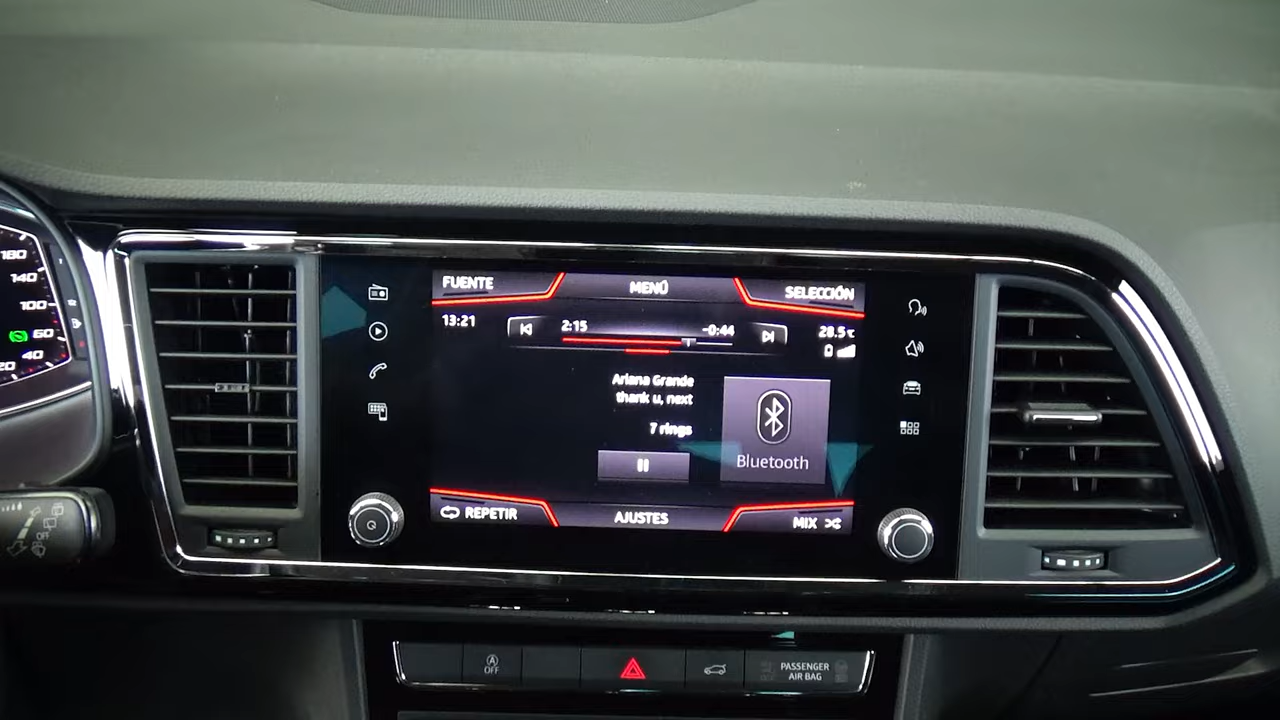 180
140
100
60
40
20
FUENTE
MENÚ
SELECCIÓN
13:21
2:15
-0:44
28.5°C
Ariana Grande
thank u, next
7 rings
Bluetooth
REPETIR
AJUSTES
MIX
A
OFF
PASSENGER
AIR BAG